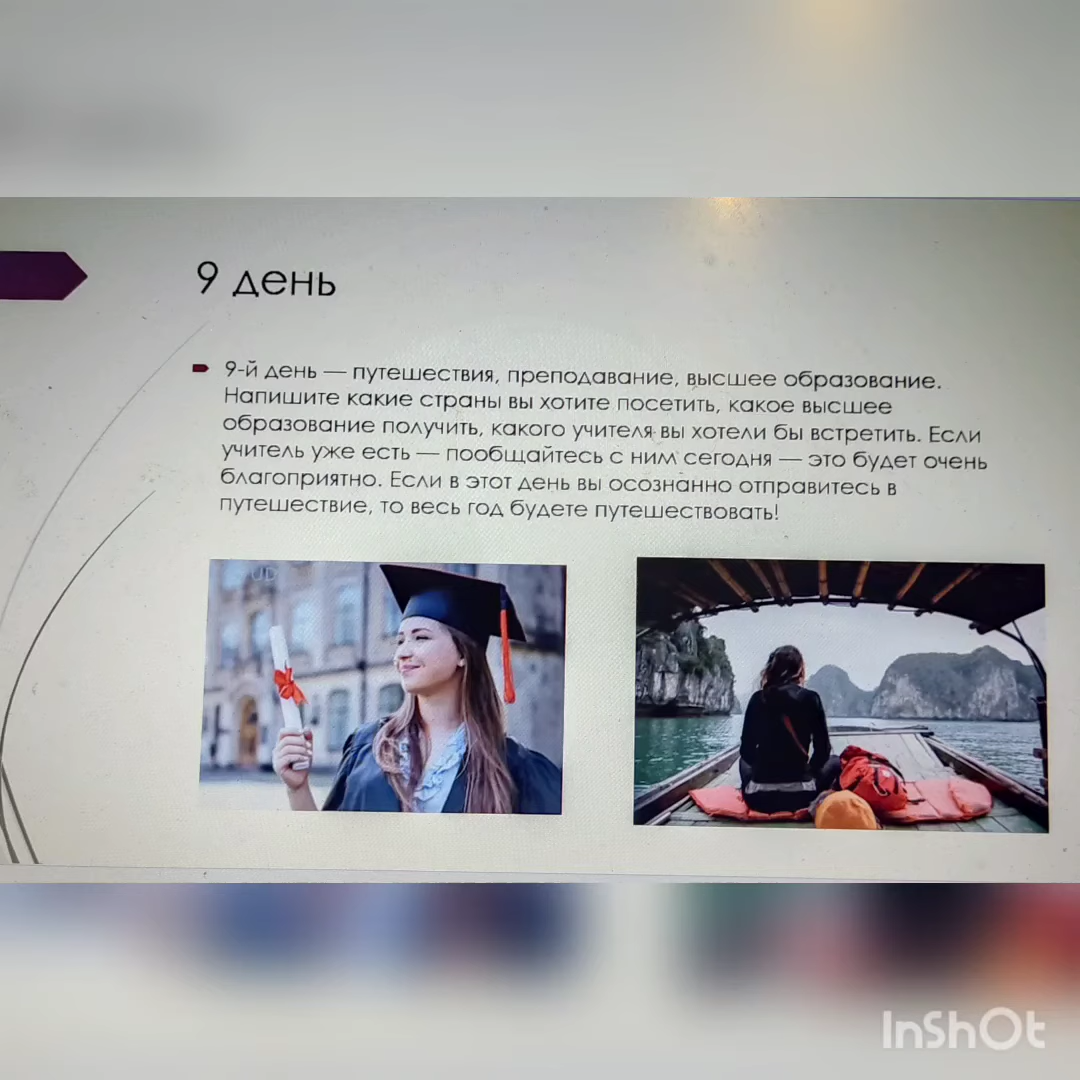 9 день
9-й день — путешествия, преподавание, высшее образование.
Напишите какие страны вы хотите посетить, какое высшее
образование получить, какого учителя вы хотели бы встретить. Если
учитель уже есть — пообщайтесь с ним сегодня — это будет очень
благоприятно. Если в этот день вы осознанно отправитесь в
путешествие, то весь год будете путешествовать!
InShOt